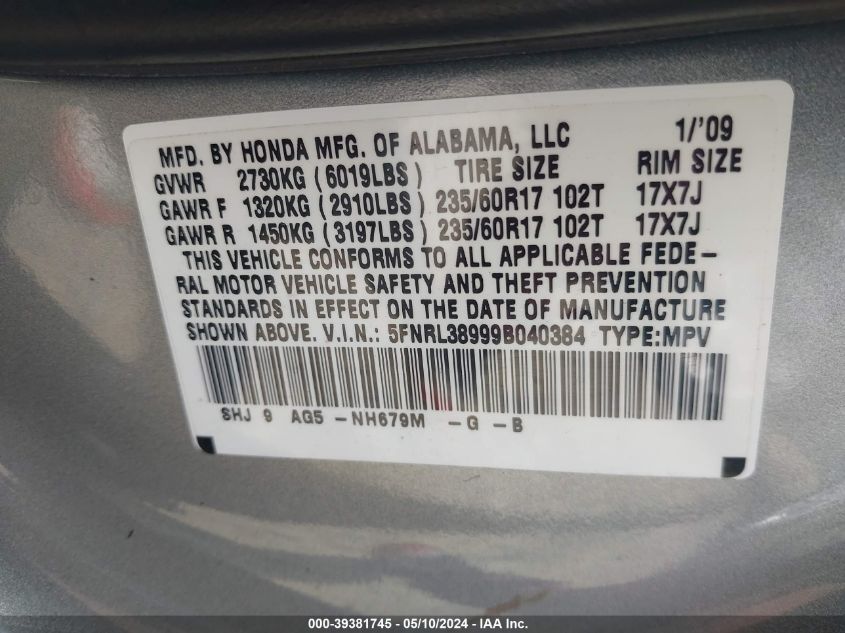 MFD. BY HONDA MFG. OF ALABAMA, LLC 1/'09
GVWR 2730KG (6019LBS) TIRE SIZE RIM SIZE
GAWR F 1320KG (2910LBS) 235/60R17 102T 17X7J
GAWR R 1450KG (3197LBS) 235/60R17 102T 17X7J
THIS VEHICLE CONFORMS TO ALL APPLICABLE FEDE-
RAL MOTOR VEHICLE SAFETY AND THEFT PREVENTION
STANDARDS IN EFFECT ON THE DATE OF MANUFACTURE
SHOWN ABOVE. V.I.N.: 5FNRL38999B040384 TYPE:MPV
SHJ 9 AG5 -NH679M -G -B
000-39381745 - 05/10/2024 - IAA Inc.